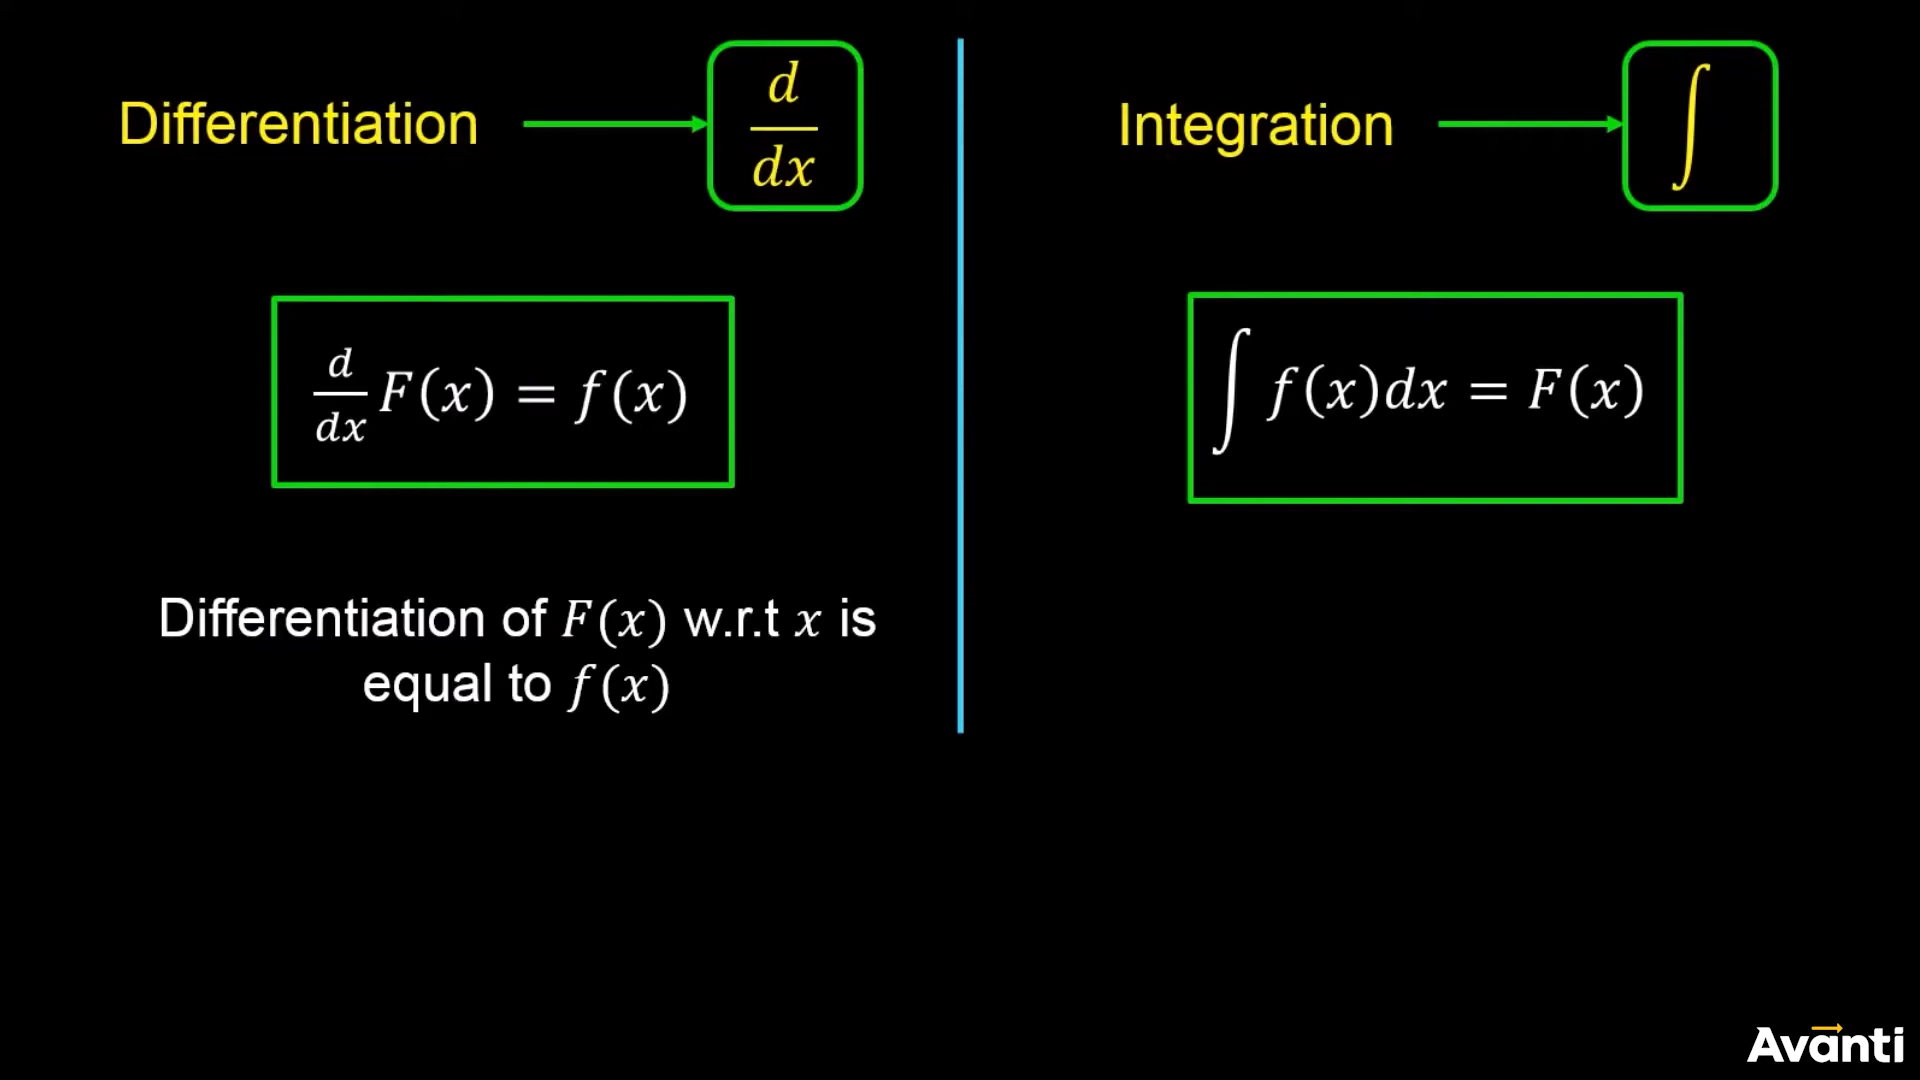 Differentiation
d
dx
d/dx F(x) = f(x)
Differentiation of F(x) w.r.t x is
equal to f(x)
Integration
∫
∫ f(x)dx = F(x)
Avanti